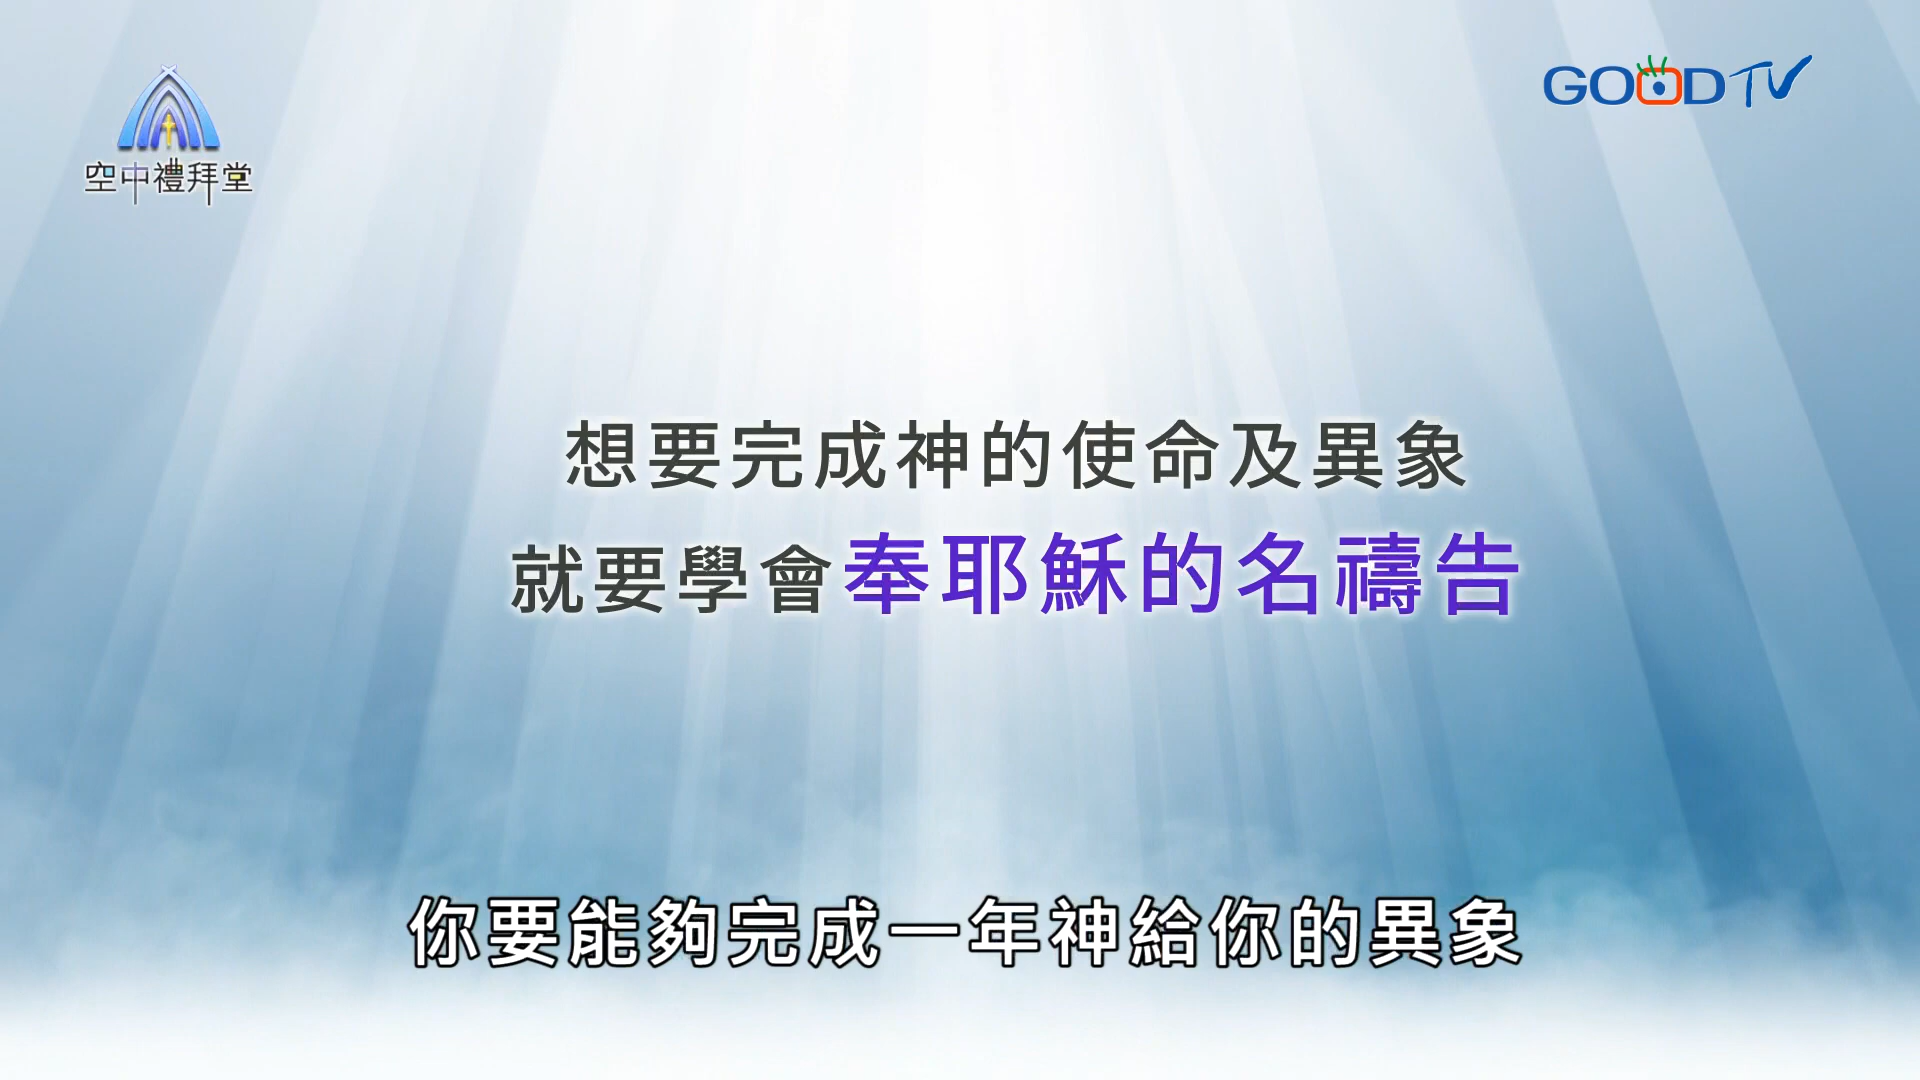 空中禮拜堂
GOODTV
想要完成神的使命及異象
就要學會奉耶穌的名禱告
你要能夠完成一年神給你的異象